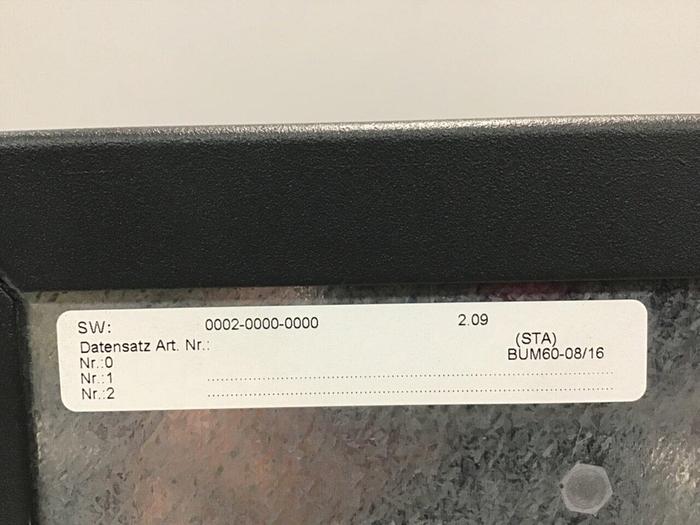 SW: 0002-0000-0000 2.09
Datensatz Art. Nr.: (STA)
Nr.:0 BUM60-08/16
Nr.:1
Nr.:2